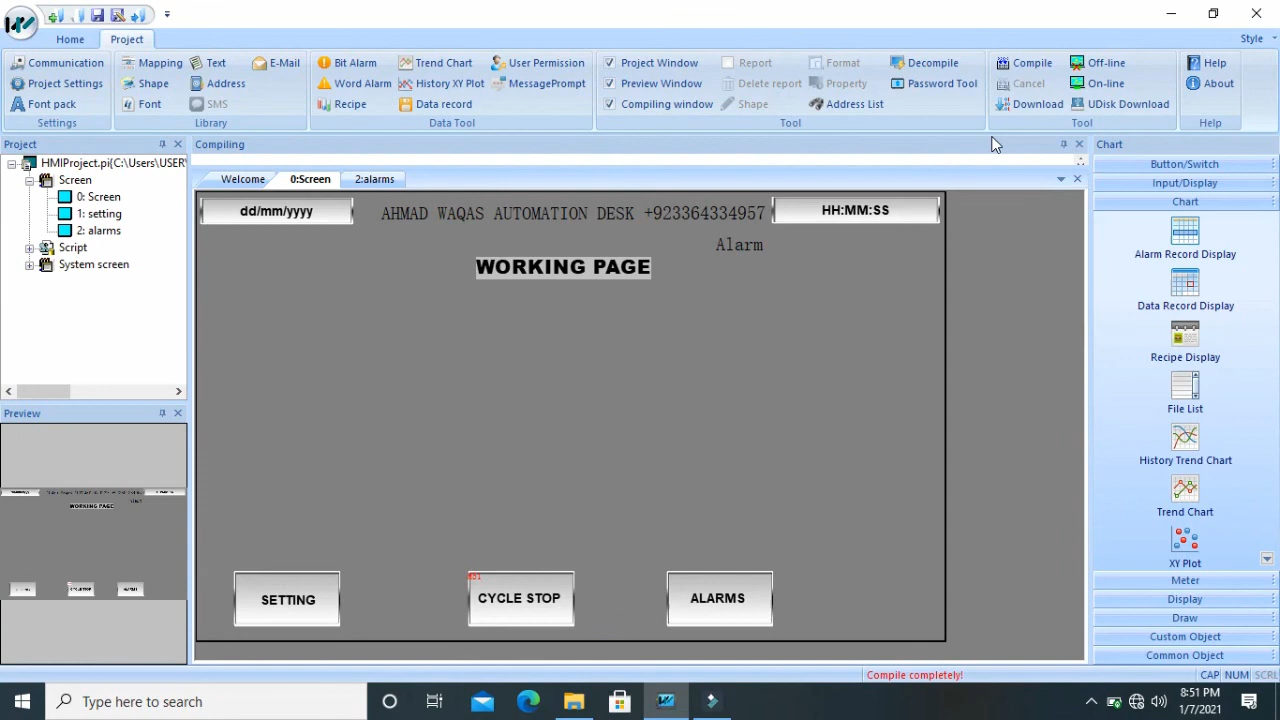 Home
Project
Style
Communication
Mapping
Text
E-Mail
Bit Alarm
Trend Chart
User Permission
Project Window
Report
Format
Decompile
Compile
Off-line
Help
Project Settings
Shape
Address
Word Alarm
History XY Plot
MessagePrompt
Preview Window
Delete report
Property
Password Tool
Cancel
On-line
About
Font pack
Font
SMS
Recipe
Data record
Compiling window
Shape
Address List
Download
UDisk Download
Settings
Library
Data Tool
Tool
Tool
Help
Project
HMIProject.pi{C:\Users\USER
Screen
0: Screen
1: setting
2: alarms
Script
System screen
Preview
Compiling
Welcome
0:Screen
2:alarms
dd/mm/yyyy
AHMAD WAQAS AUTOMATION DESK +923364334957
HH:MM:SS
Alarm
WORKING PAGE
SETTING
CYCLE STOP
ALARMS
Chart
Button/Switch
Input/Display
Chart
Alarm Record Display
Data Record Display
Recipe Display
File List
History Trend Chart
Trend Chart
XY Plot
Meter
Display
Draw
Custom Object
Common Object
Compile completely!
CAP
NUM
SCRL
Type here to search
8:51 PM
1/7/2021